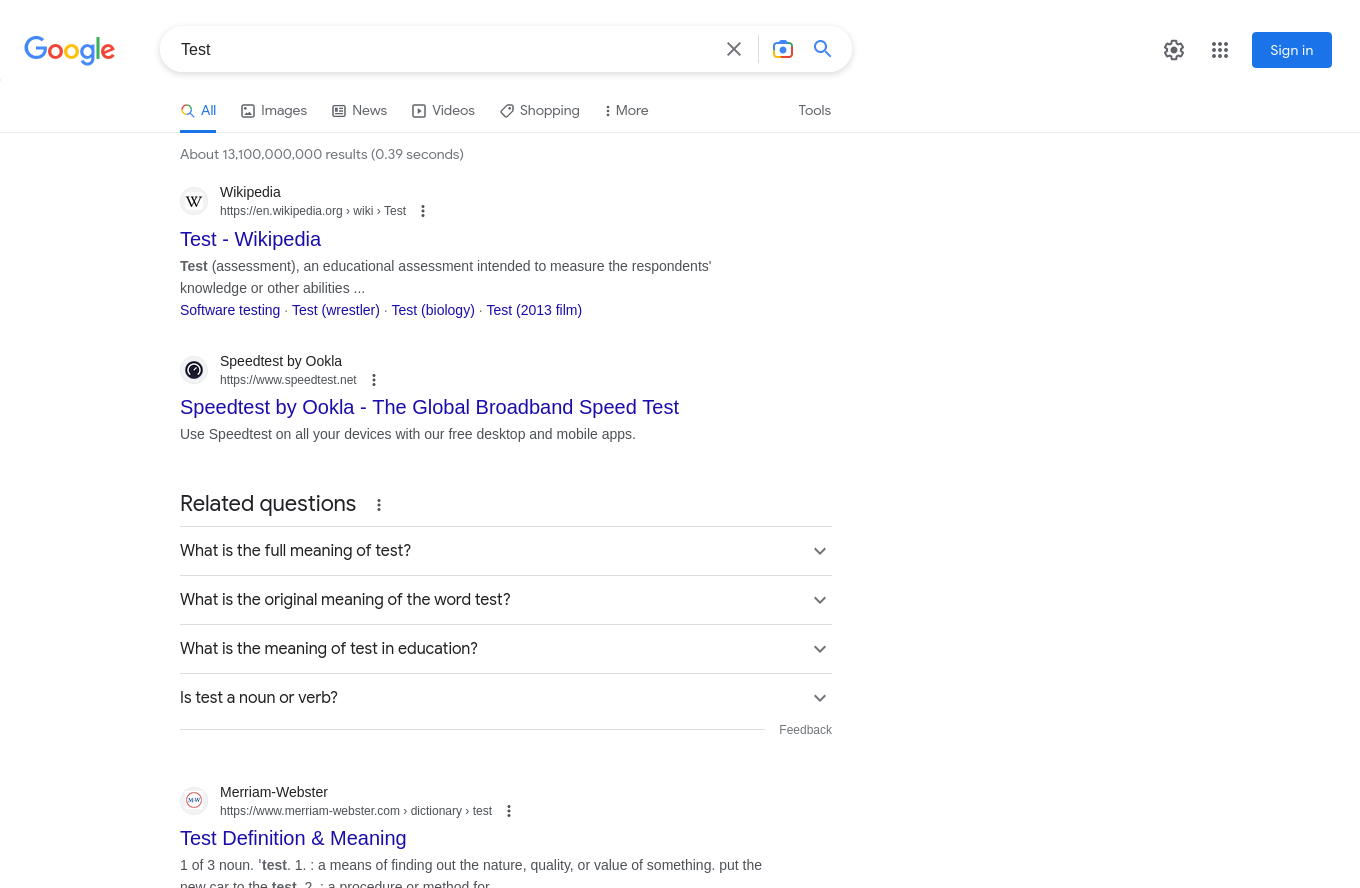 Google
Test
Sign in
All
Images
News
Videos
Shopping
More
Tools
About 13,100,000,000 results (0.39 seconds)
W
Wikipedia
https://en.wikipedia.org › wiki › Test
Test - Wikipedia
Test (assessment), an educational assessment intended to measure the respondents'
knowledge or other abilities ...
Software testing · Test (wrestler) · Test (biology) · Test (2013 film)
Speedtest by Ookla
https://www.speedtest.net
Speedtest by Ookla - The Global Broadband Speed Test
Use Speedtest on all your devices with our free desktop and mobile apps.
Related questions
What is the full meaning of test?
What is the original meaning of the word test?
What is the meaning of test in education?
Is test a noun or verb?
Feedback
M-W
Merriam-Webster
https://www.merriam-webster.com › dictionary › test
Test Definition & Meaning
1 of 3 noun. ˈtest. 1. : a means of finding out the nature, quality, or value of something. put the
new car to the test. 2. : a procedure or method for